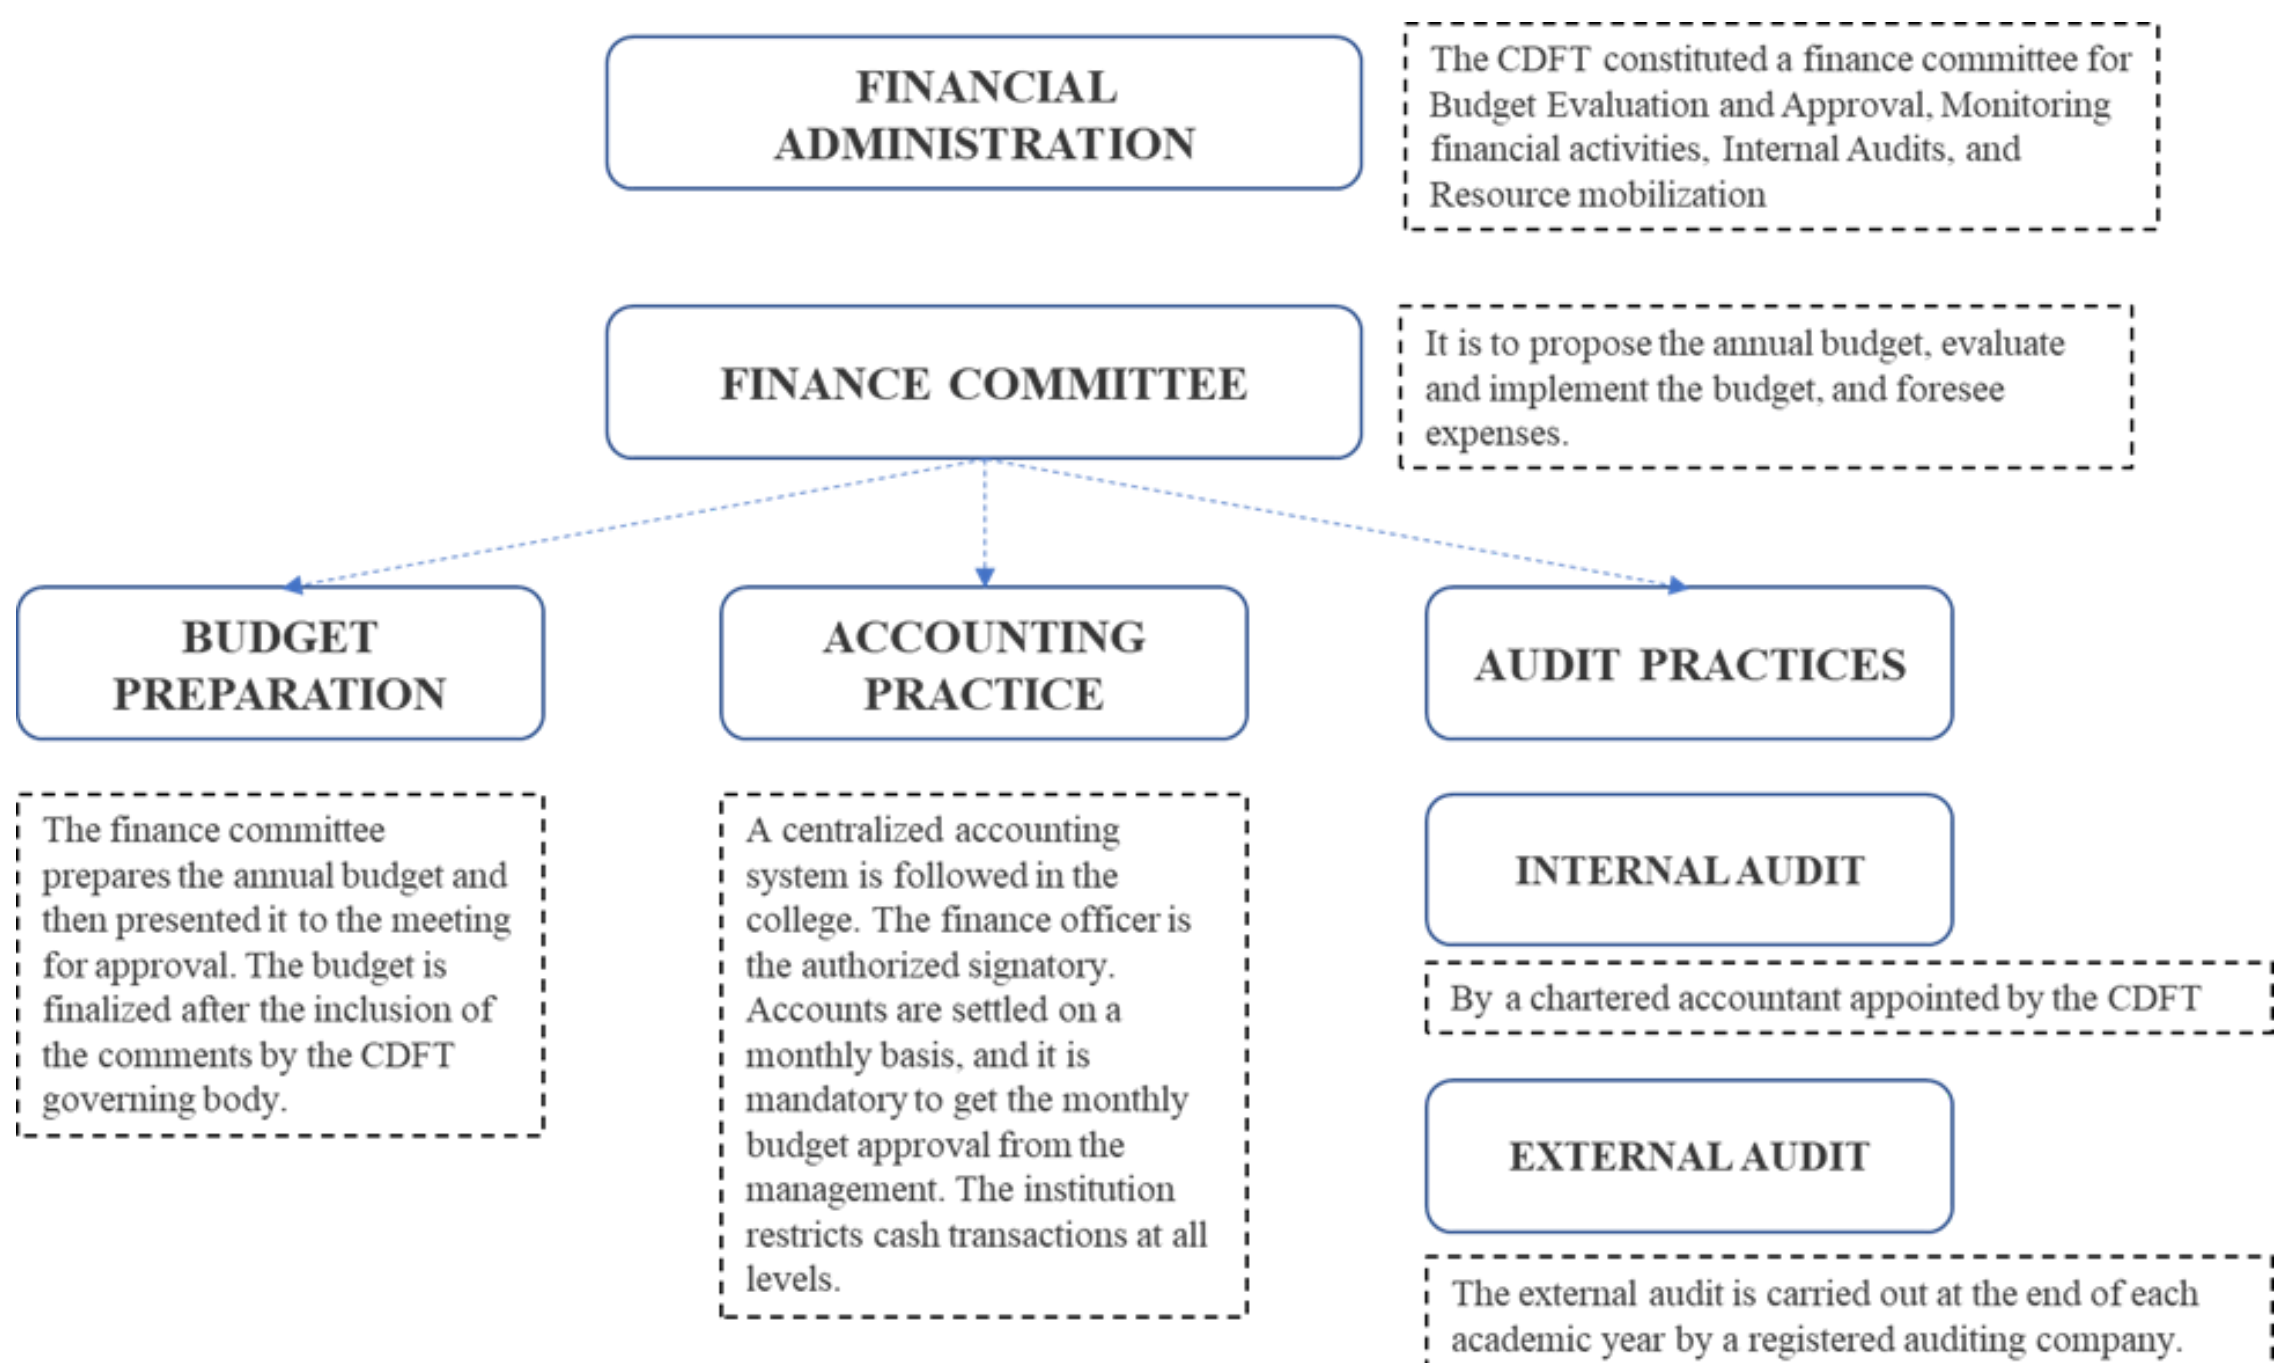 FINANCIAL
ADMINISTRATION
The CDFT constituted a finance committee for
Budget Evaluation and Approval, Monitoring
financial activities, Internal Audits, and
Resource mobilization
FINANCE COMMITTEE
It is to propose the annual budget, evaluate
and implement the budget, and foresee
expenses.
BUDGET
PREPARATION
The finance committee
prepares the annual budget and
then presented it to the meeting
for approval. The budget is
finalized after the inclusion of
the comments by the CDFT
governing body.
ACCOUNTING
PRACTICE
A centralized accounting
system is followed in the
college. The finance officer is
the authorized signatory.
Accounts are settled on a
monthly basis, and it is
mandatory to get the monthly
budget approval from the
management. The institution
restricts cash transactions at all
levels.
AUDIT PRACTICES
INTERNAL AUDIT
By a chartered accountant appointed by the CDFT
EXTERNAL AUDIT
The external audit is carried out at the end of each
academic year by a registered auditing company.